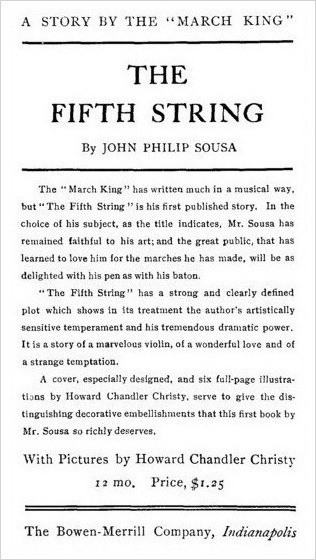 A STORY BY THE "MARCH KING"
THE
FIFTH STRING
By JOHN PHILIP SOUSA
The "March King" has written much in a musical way,
but "The Fifth String" is his first published story. In the
choice of his subject, as the title indicates, Mr. Sousa has
remained faithful to his art; and the great public, that has
learned to love him for the marches he has made, will be as
delighted with his pen as with his baton.
"The Fifth String" has a strong and clearly defined
plot which shows in its treatment the author's artistically
sensitive temperament and his tremendous dramatic power.
It is a story of a marvelous violin, of a wonderful love and of
a strange temptation.
A cover, especially designed, and six full-page illustra-
tions by Howard Chandler Christy, serve to give the dis-
tinguishing decorative embellishments that this first book by
Mr. Sousa so richly deserves.
With Pictures by Howard Chandler Christy
12 mo. Price, $1.25
The Bowen-Merrill Company, Indianapolis